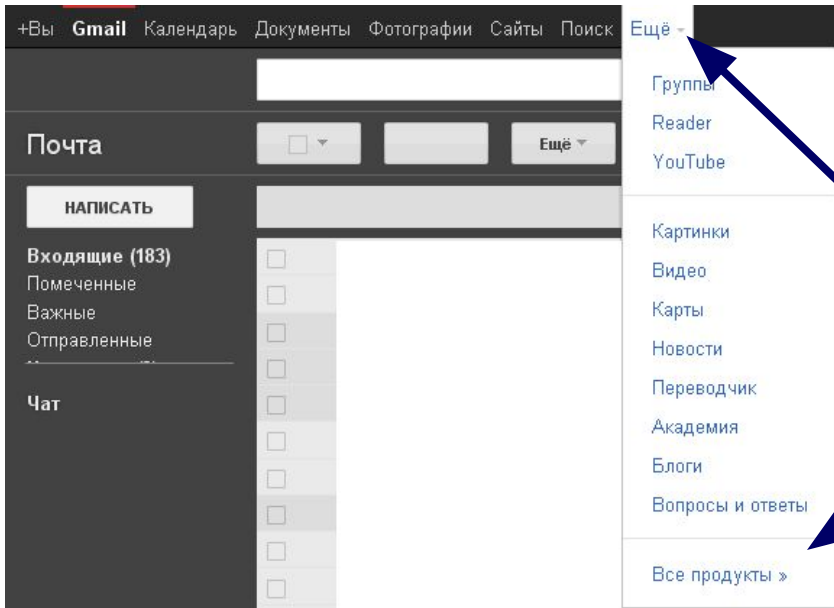 +Вы Gmail Календарь Документы Фотографии Сайты Поиск Ещё
Почта
Ещё
НАПИСАТЬ
Входящие (183)
Помеченные
Важные
Отправленные
Чат
Группы
Reader
YouTube
Картинки
Видео
Карты
Новости
Переводчик
Академия
Блоги
Вопросы и ответы
Все продукты »